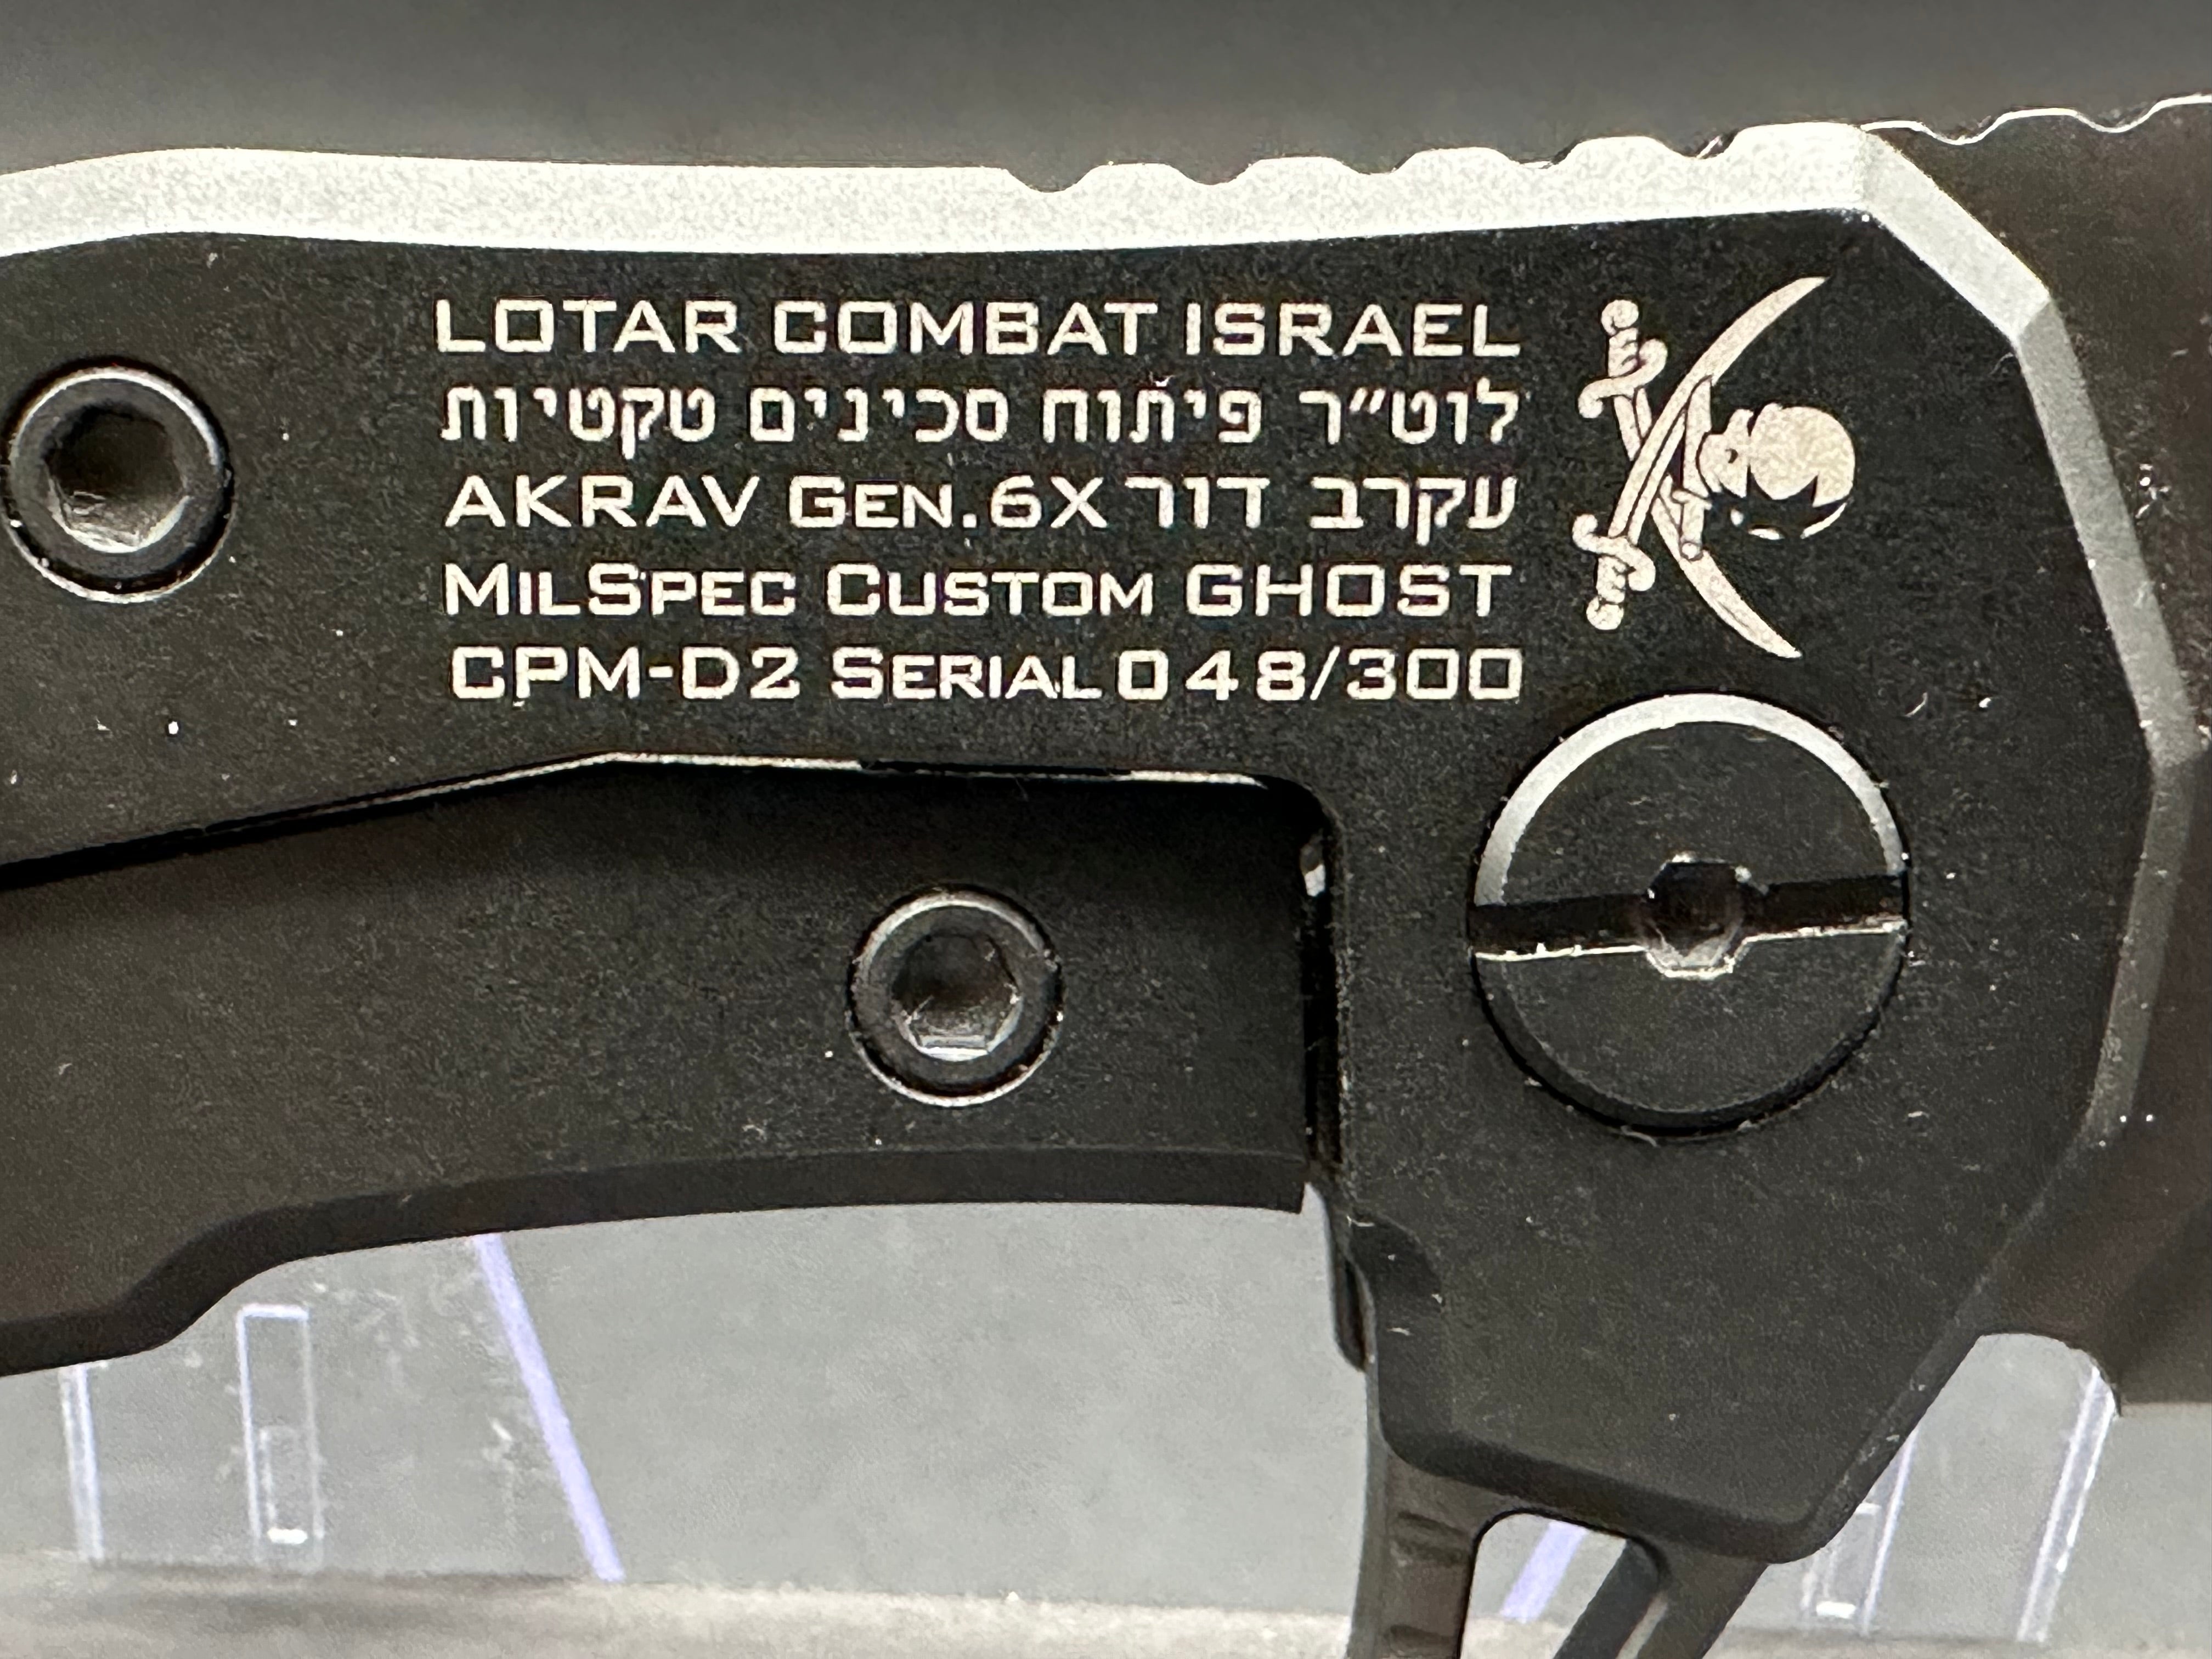 LOTAR COMBAT ISRAEL
לוט״ר פיתוח סכינים טקטיות
עקרב דור AKRAV GEN.6X
MILSPEC CUSTOM GHOST
CPM-D2 SERIAL 048/300